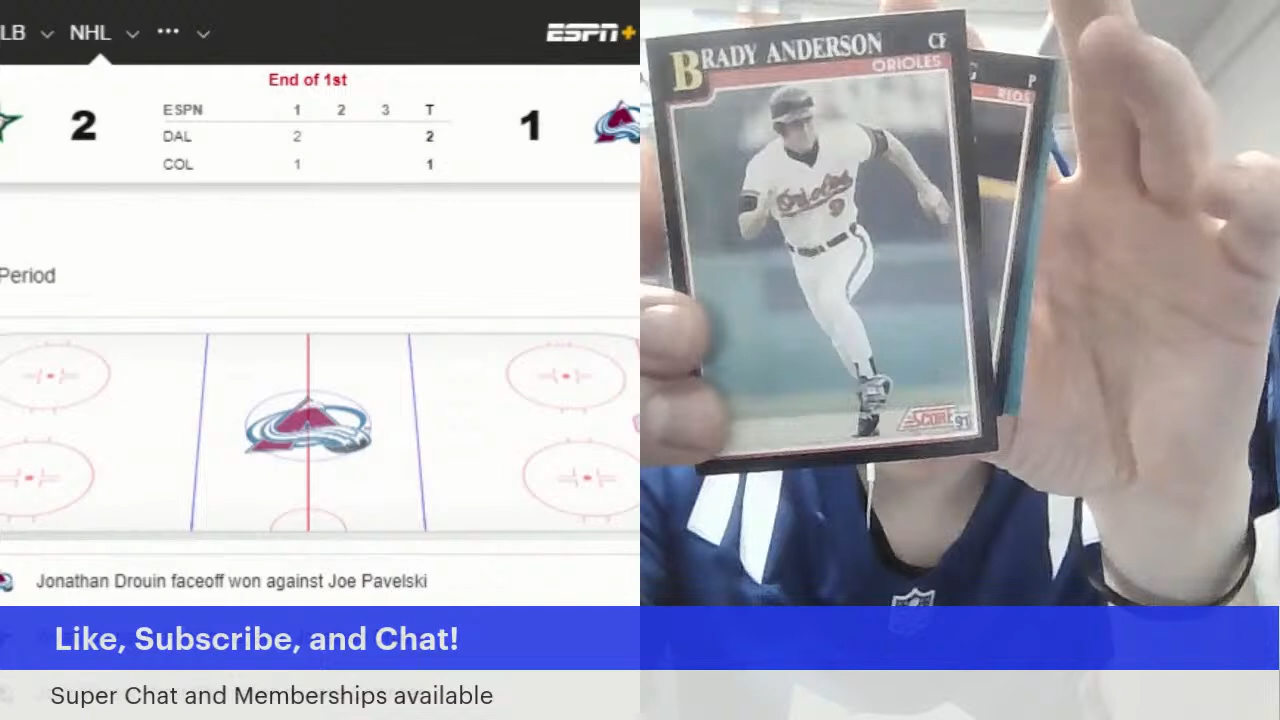 LB NHL ...
ESPN+
End of 1st
2
ESPN 1 2 3 T
DAL 2 2
COL 1 1
1
Period
Jonathan Drouin faceoff won against Joe Pavelski
BRADY ANDERSON CF
ORIOLES
Orioles
9
SCORE 91
P
RIOS
NFL
Like, Subscribe, and Chat!
Super Chat and Memberships available